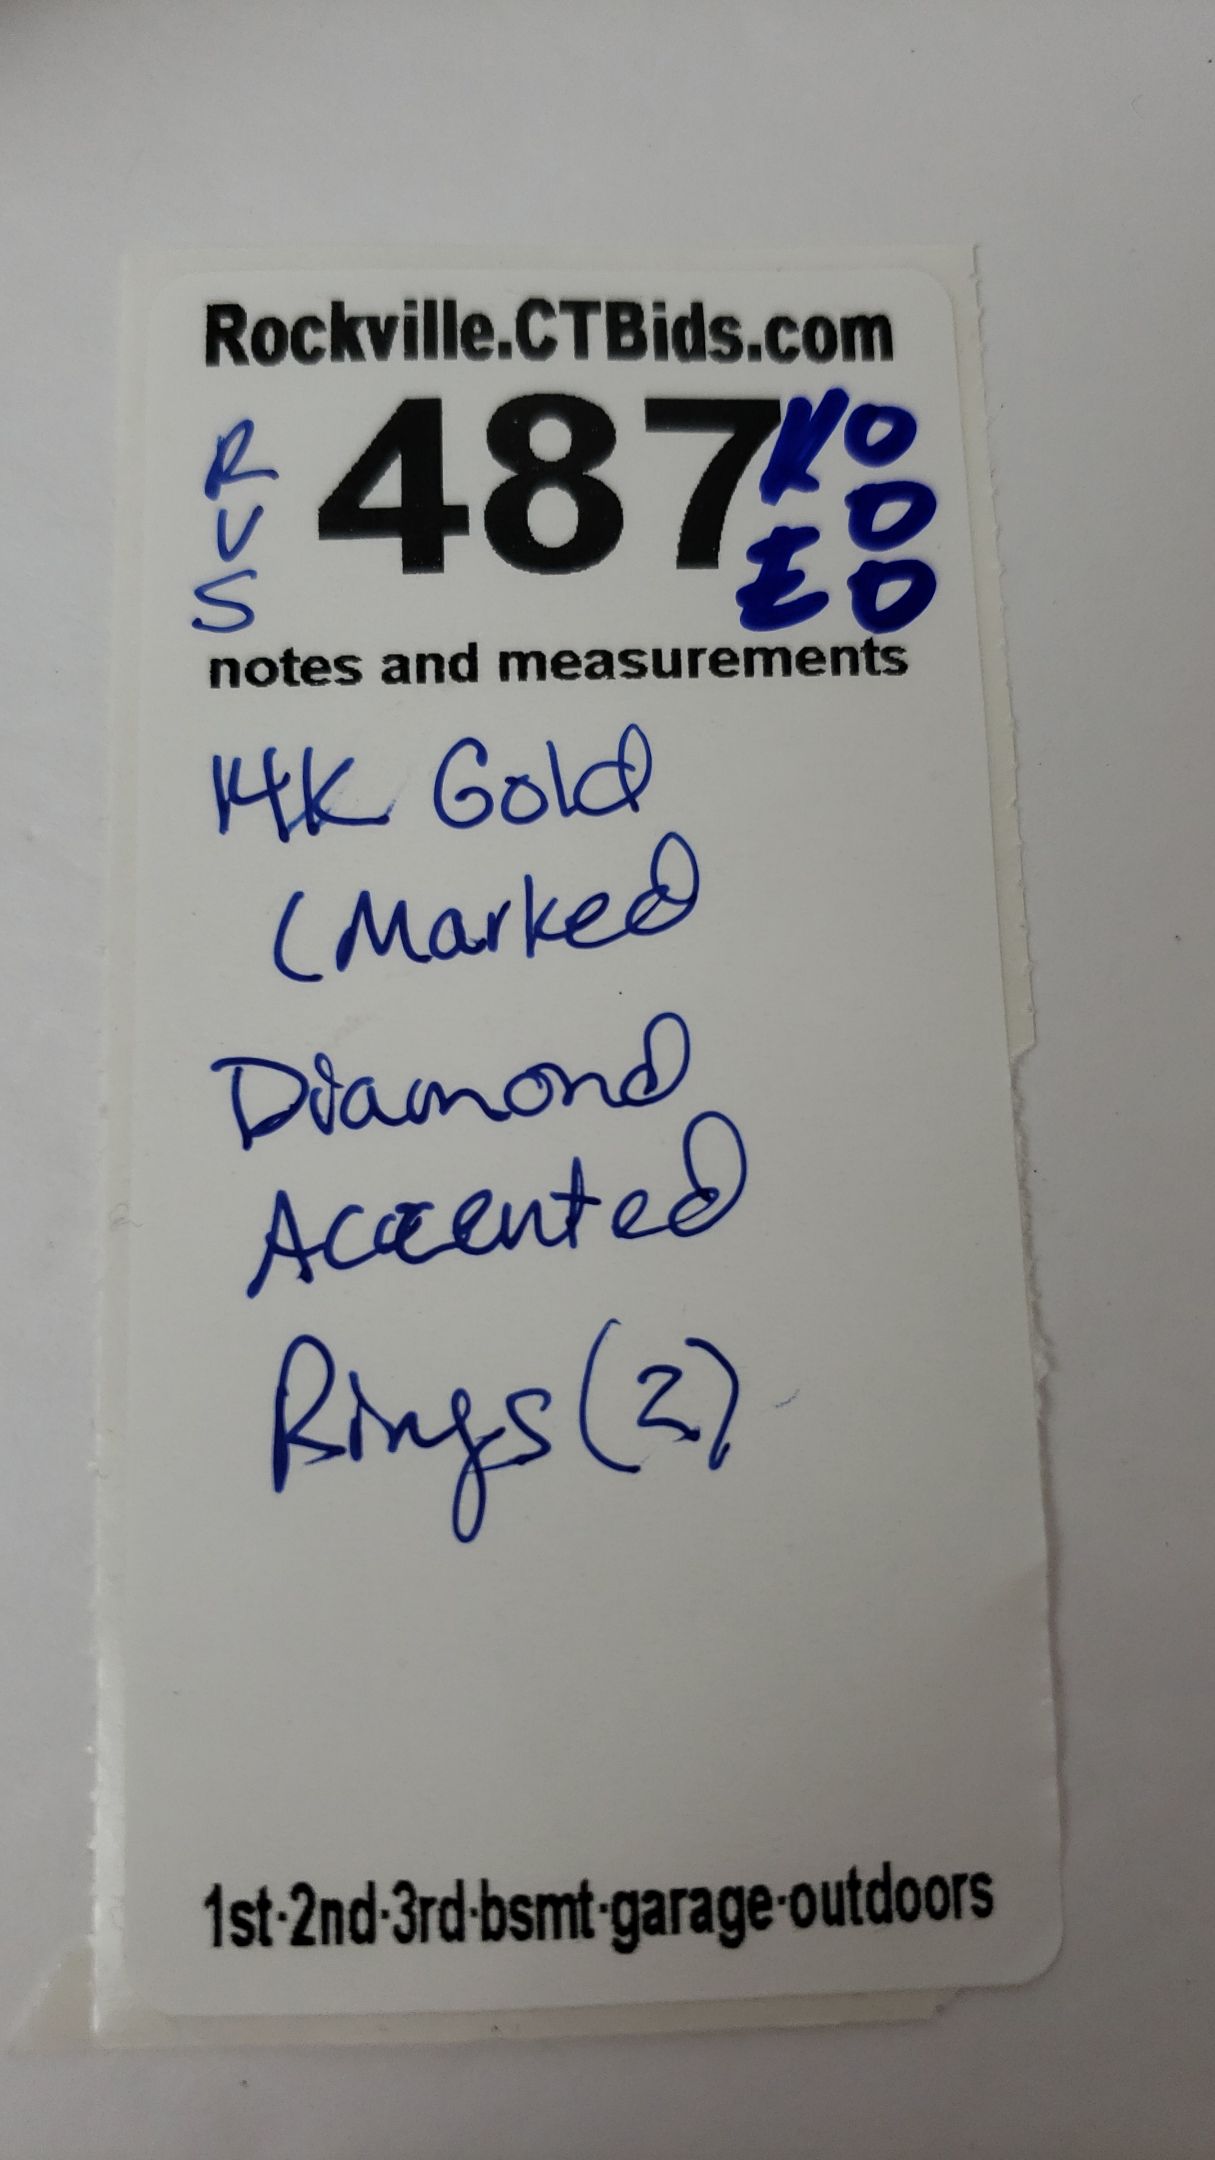 Rockville.CTBids.com
R
V
S
487
notes and measurements
14K Gold
(Marked
Diamond
Accented
Rings (2)
1st·2nd·3rd·bsmt·garage·outdoors